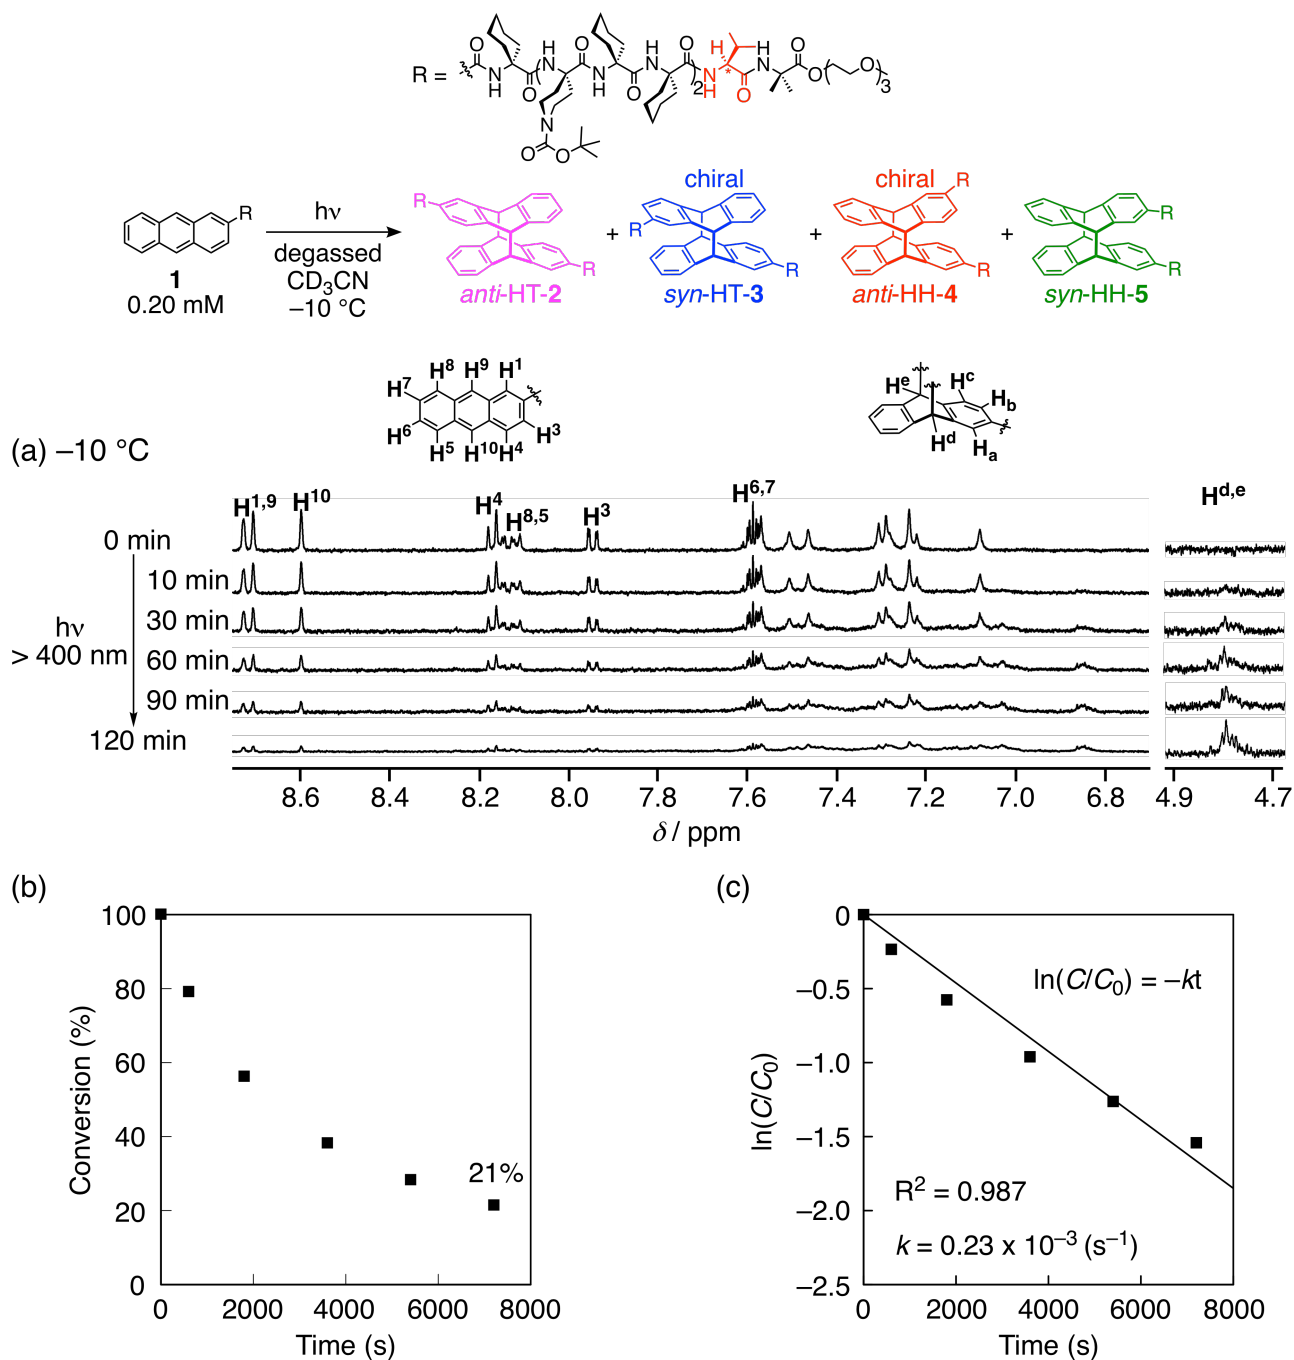 R =
O
H
N
O
H
N
O
N
H
O
N
H
O
N
H
O
2
N
H
H
*
O
H
N
O
O
O
3
N
O
O
R
1
0.20 mM
hν
degassed
CD₃CN
–10 °C
R
R
anti-HT-2
+
chiral
R
R
syn-HT-3
+
chiral
R
R
anti-HH-4
+
R
R
syn-HH-5
H⁷ H⁸ H⁹ H¹
H⁶ H⁵ H¹⁰ H⁴ H³
Hᵉ Hᶜ H_b
Hᵈ Hₐ
(a) –10 °C
H¹,⁹ H¹⁰ H⁴ H⁸,⁵ H³ H⁶,⁷ Hᵈ,ᵉ
0 min
10 min
30 min
hν
> 400 nm
60 min
90 min
120 min
8.6 8.4 8.2 8.0 7.8 7.6 7.4 7.2 7.0 6.8 4.9 4.7
δ / ppm
(b)
Conversion (%)
100
80
60
40
20
0
21%
0 2000 4000 6000 8000
Time (s)
(c)
ln(C/C₀)
0
–0.5
–1.0
–1.5
–2.0
–2.5
ln(C/C₀) = –kt
R² = 0.987
k = 0.23 x 10⁻³ (s⁻¹)
0 2000 4000 6000 8000
Time (s)